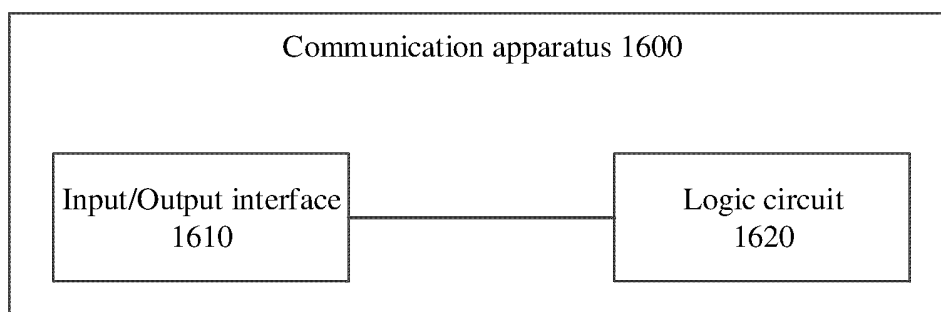 Communication apparatus 1600
Input/Output interface
1610
Logic circuit
1620